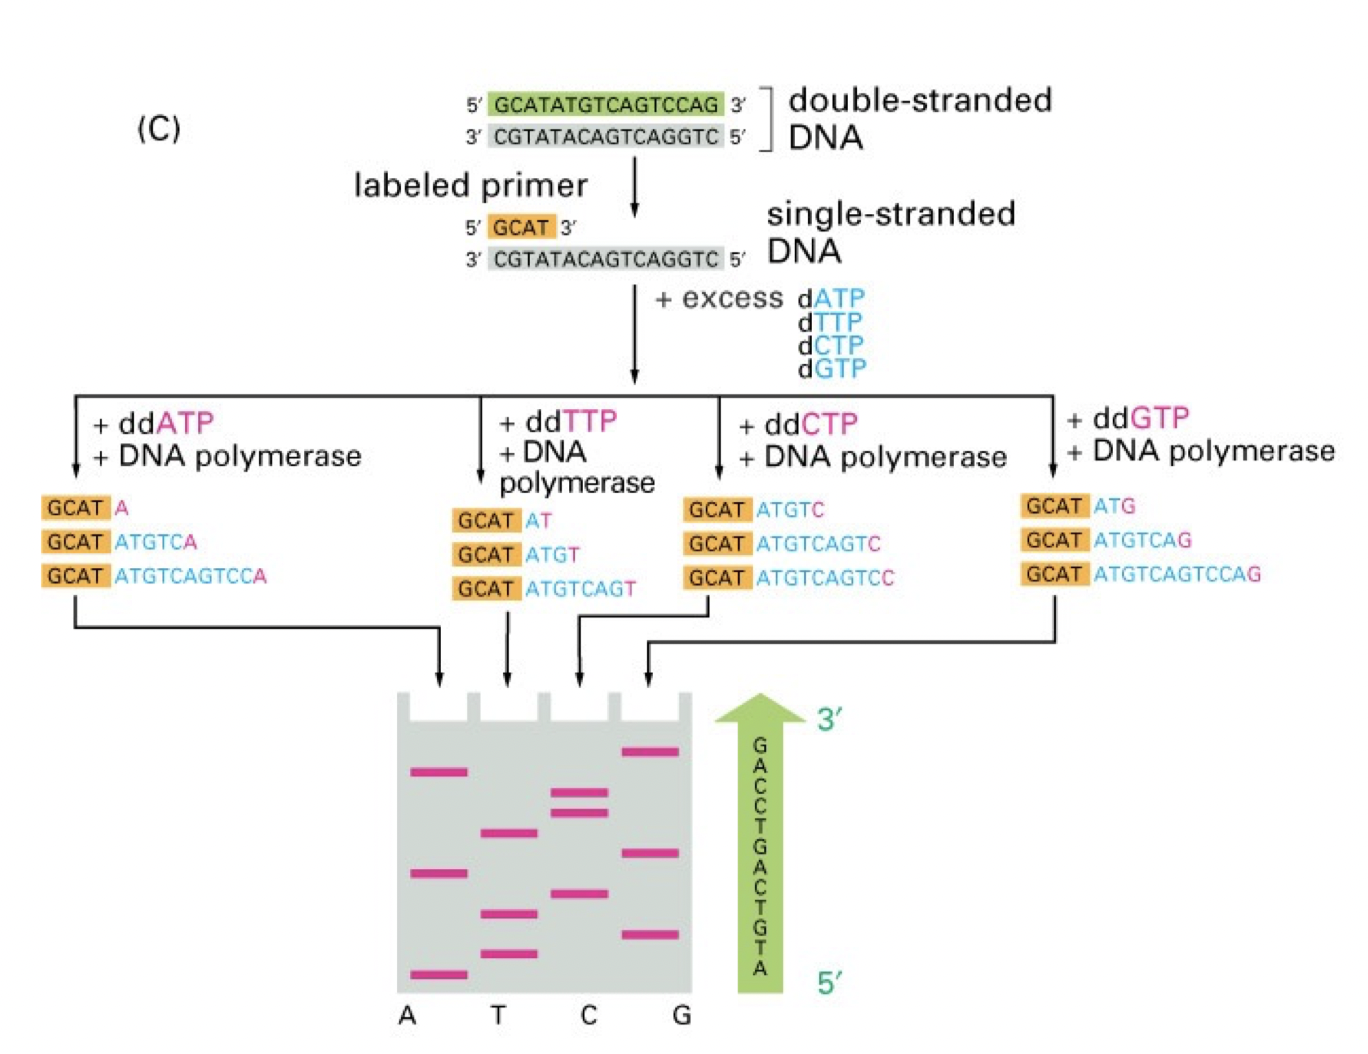 (C)
5′ GCATATGTCAGTCCAG 3′
3′ CGTATACAGTCAGGTC 5′
double-stranded
DNA
labeled primer
5′ GCAT 3′
3′ CGTATACAGTCAGGTC 5′
single-stranded
DNA
+ excess dATP
dTTP
dCTP
dGTP
+ ddATP
+ DNA polymerase
GCAT A
GCAT ATGTCA
GCAT ATGTCAGTCCA
+ ddTTP
+ DNA
polymerase
GCAT AT
GCAT ATGT
GCAT ATGTCAGT
+ ddCTP
+ DNA polymerase
GCAT ATGTC
GCAT ATGTCAGTC
GCAT ATGTCAGTCC
+ ddGTP
+ DNA polymerase
GCAT ATG
GCAT ATGTCAG
GCAT ATGTCAGTCCAG
3′
G
A
C
C
T
G
A
C
T
G
T
A
5′
A T C G